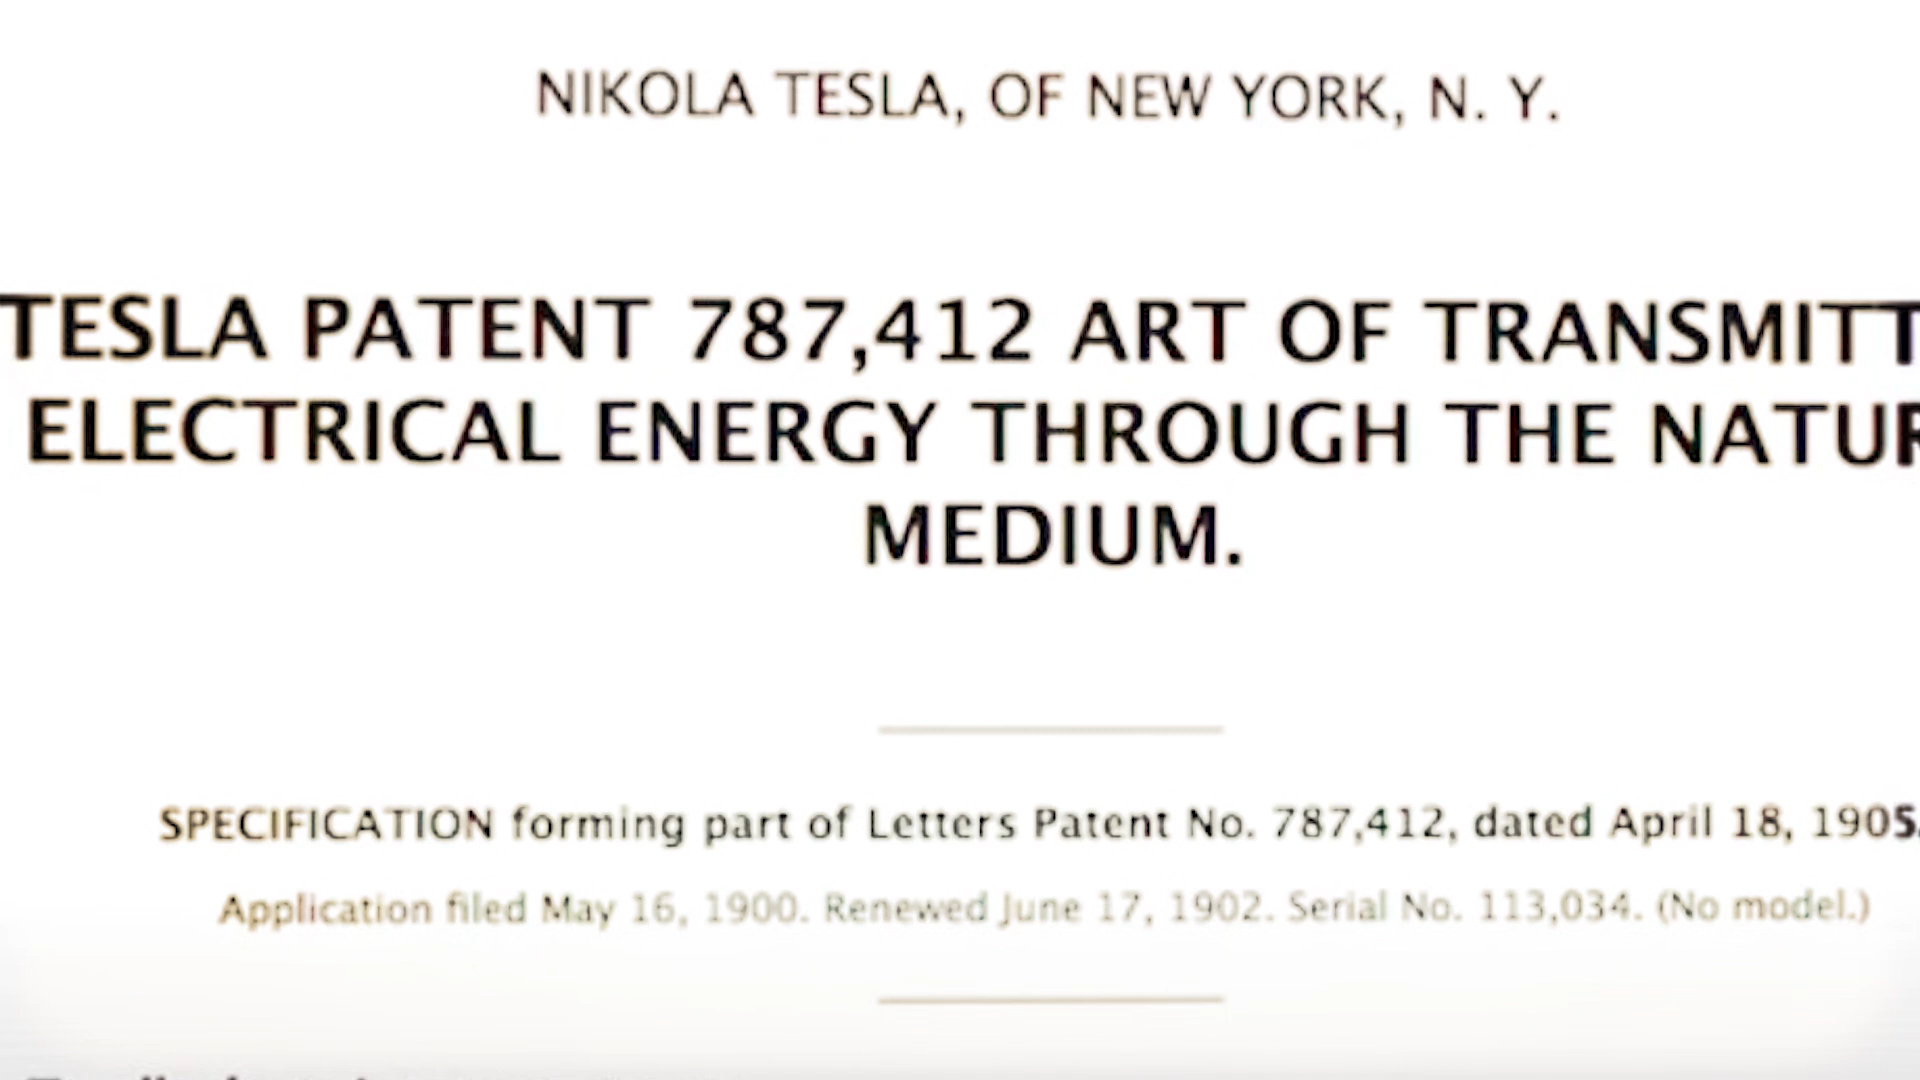 NIKOLA TESLA, OF NEW YORK, N. Y.
TESLA PATENT 787,412 ART OF TRANSMITT
ELECTRICAL ENERGY THROUGH THE NATUR
MEDIUM.
SPECIFICATION forming part of Letters Patent No. 787,412, dated April 18, 1905.
Application filed May 16, 1900. Renewed June 17, 1902. Serial No. 113,034. (No model.)